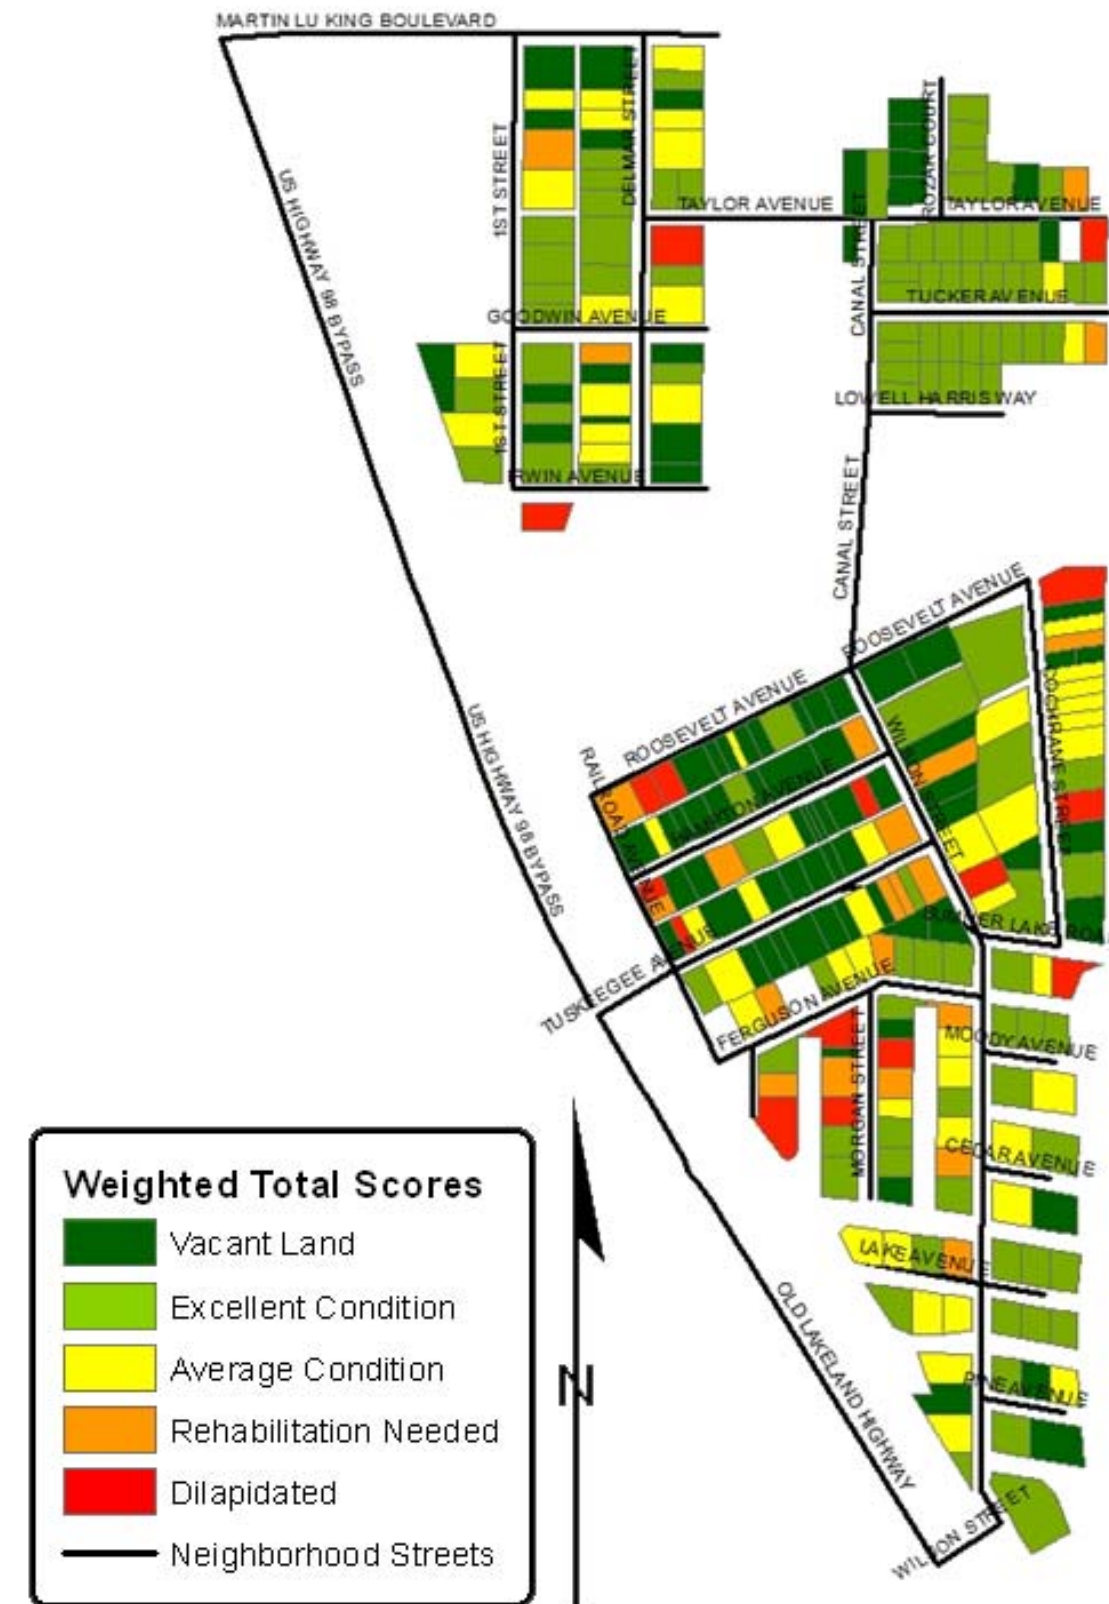 MARTIN LU KING BOULEVARD
US HIGHWAY 98 BYPASS
1ST STREET
DELMAR STREET
TAYLOR AVENUE
ROZAR COURT
TAYLOR AVENUE
CANAL STREET
TUCKER AVENUE
GOODWIN AVENUE
1ST STREET
LOWELL HARRIS WAY
IRWIN AVENUE
CANAL STREET
ROOSEVELT AVENUE
ROOSEVELT AVENUE
COCHRANE STREET
US HIGHWAY 98 BYPASS
RAILROAD AVENUE
AVENUE
WILSON STREET
LAKE ROAD
TUSKEEGEE AVENUE
FERGUSON AVENUE
MORGAN STREET
MOODY AVENUE
CEDAR AVENUE
LAKE AVENUE
OLD LAKELAND HIGHWAY
PINE AVENUE
WILSON STREET
N
Weighted Total Scores
Vacant Land
Excellent Condition
Average Condition
Rehabilitation Needed
Dilapidated
Neighborhood Streets